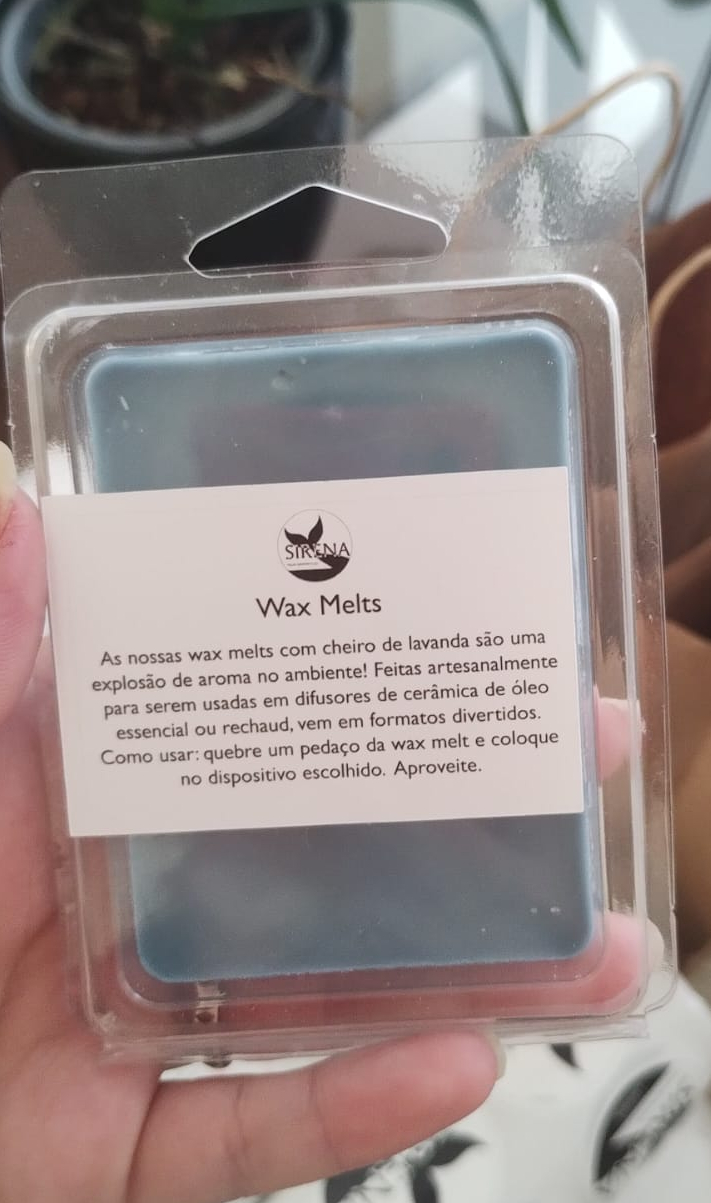 SIRENA
Wax Melts
As nossas wax melts com cheiro de lavanda são uma
explosão de aroma no ambiente! Feitas artesanalmente
para serem usadas em difusores de cerâmica de óleo
essencial ou rechaud, vem em formatos divertidos.
Como usar: quebre um pedaço da wax melt e coloque
no dispositivo escolhido. Aproveite.